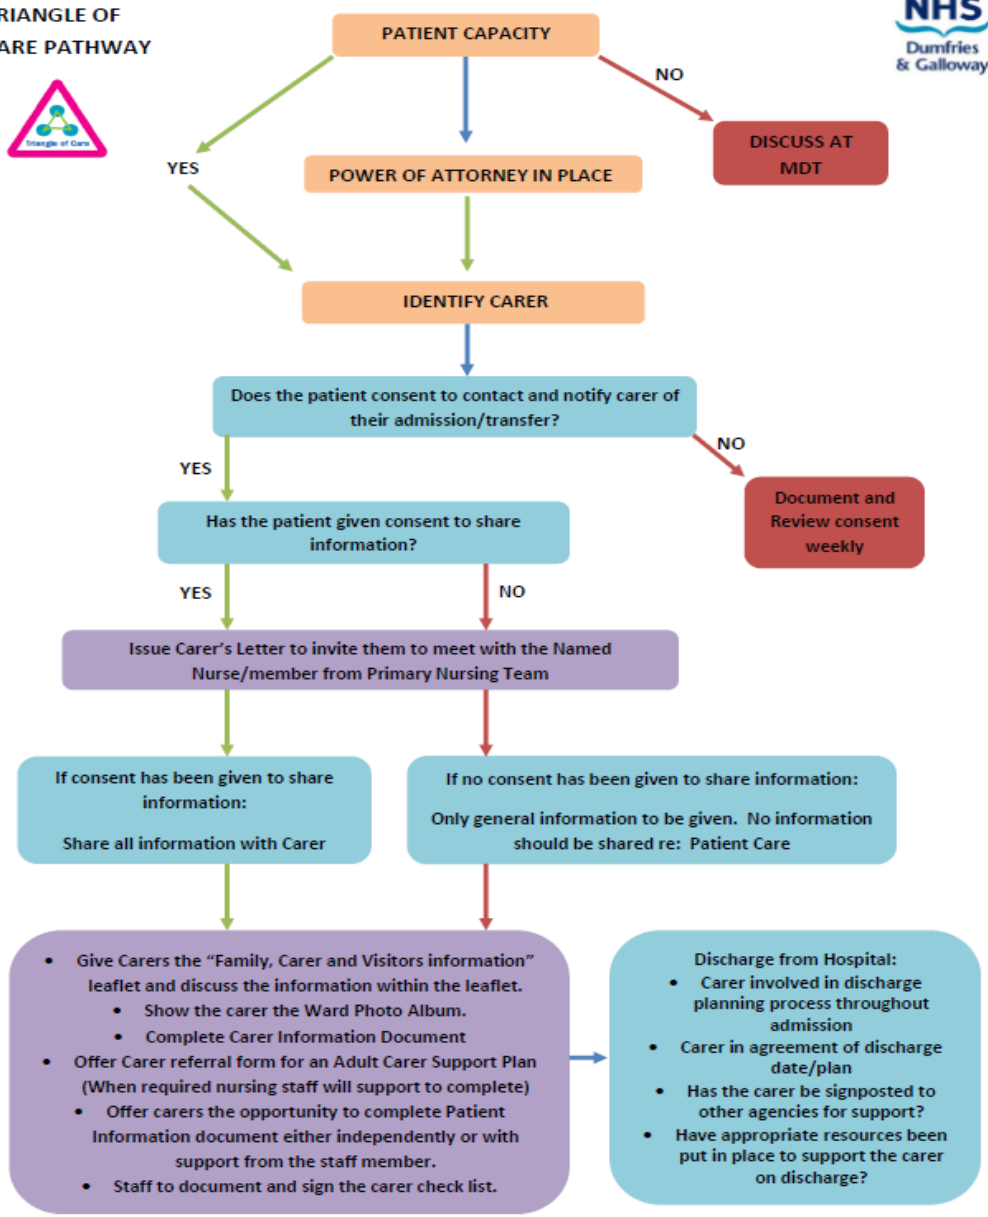 RIANGLE OF
ARE PATHWAY
PATIENT CAPACITY
NHS
Dumfries
& Galloway
NO
Triangle of Care
DISCUSS AT
MDT
YES
POWER OF ATTORNEY IN PLACE
IDENTIFY CARER
Does the patient consent to contact and notify carer of
their admission/transfer?
NO
YES
Document and
Review consent
weekly
Has the patient given consent to share
information?
YES
NO
Issue Carer's Letter to invite them to meet with the Named
Nurse/member from Primary Nursing Team
If consent has been given to share
information:
Share all information with Carer
If no consent has been given to share information:
Only general information to be given. No information
should be shared re: Patient Care
• Give Carers the “Family, Carer and Visitors information”
leaflet and discuss the information within the leaflet.
• Show the carer the Ward Photo Album.
• Complete Carer Information Document
• Offer Carer referral form for an Adult Carer Support Plan
(When required nursing staff will support to complete)
• Offer carers the opportunity to complete Patient
Information document either independently or with
support from the staff member.
• Staff to document and sign the carer check list.
Discharge from Hospital:
• Carer involved in discharge
planning process throughout
admission
• Carer in agreement of discharge
date/plan
• Has the carer be signposted to
other agencies for support?
• Have appropriate resources been
put in place to support the carer
on discharge?